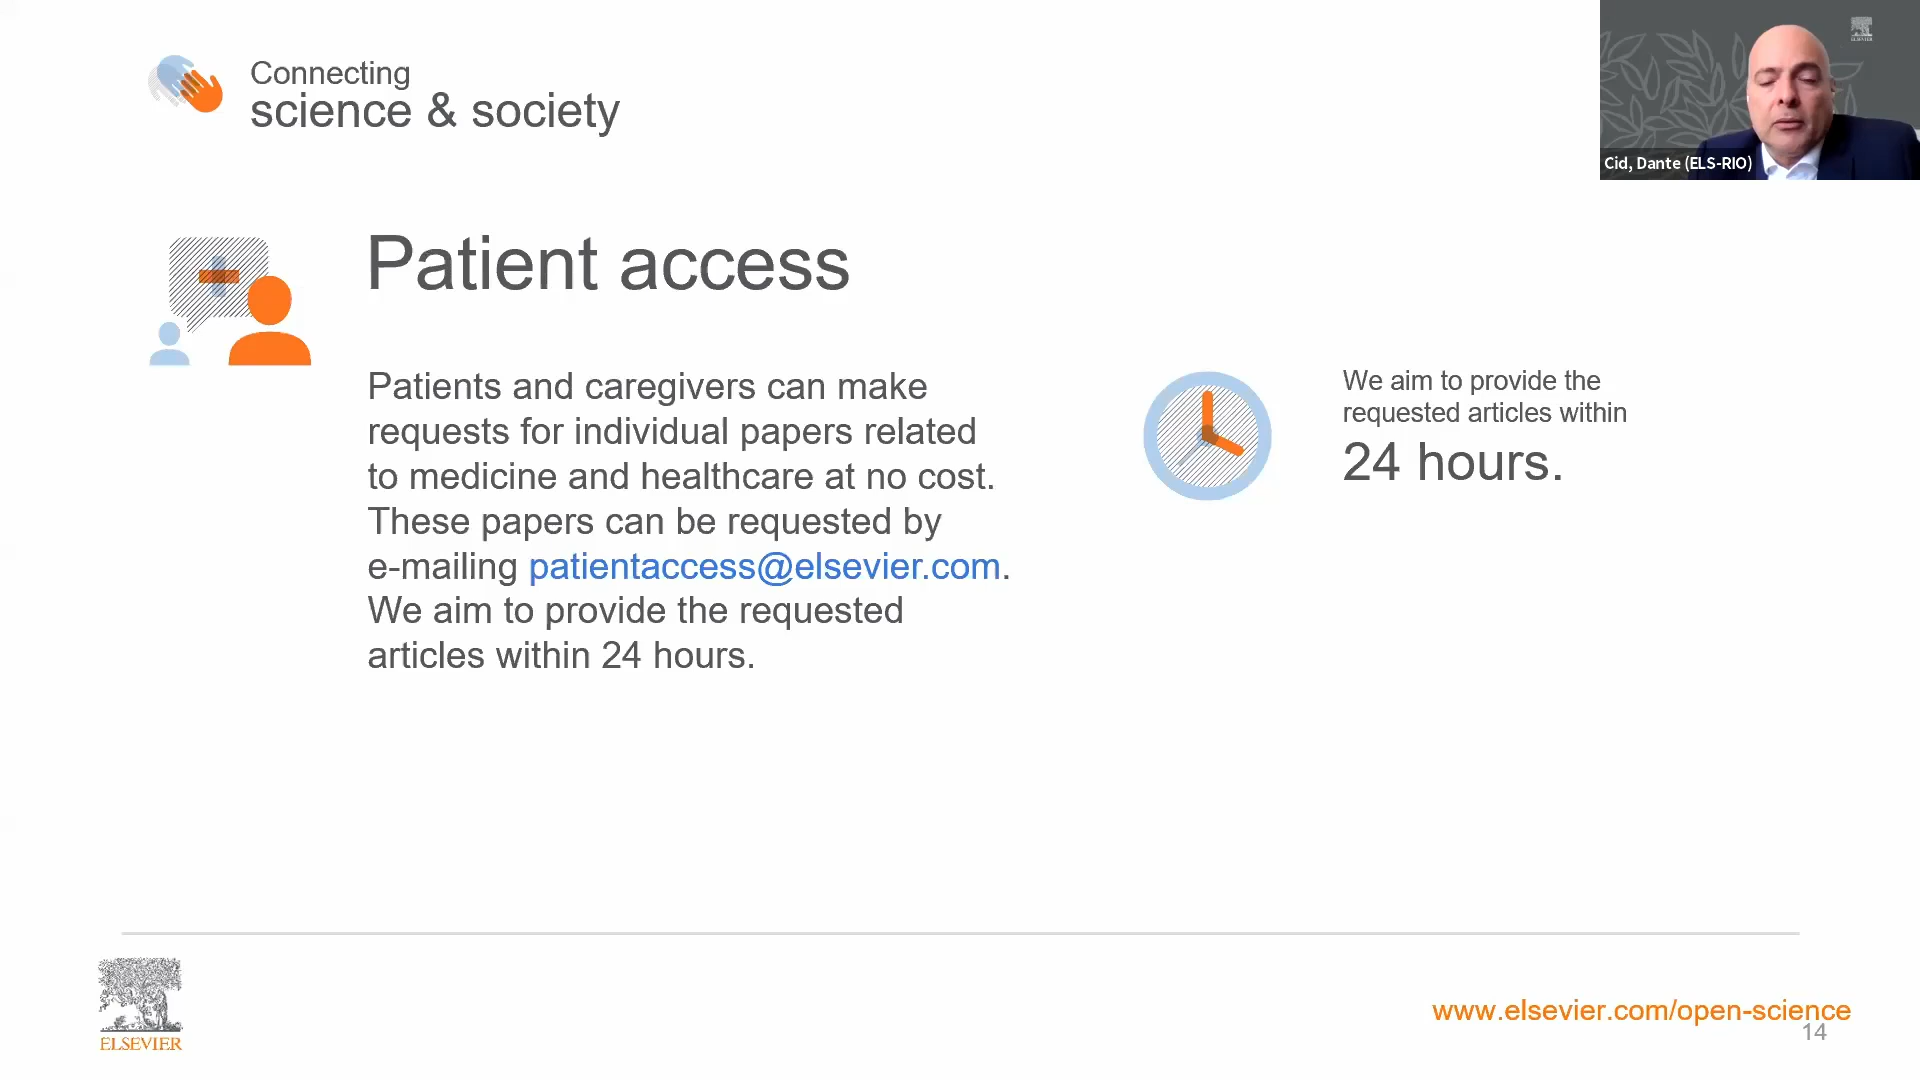 Connecting
science & society
ELSEVIER
Cid, Dante (ELS-RIO)
Patient access
Patients and caregivers can make
requests for individual papers related
to medicine and healthcare at no cost.
These papers can be requested by
e-mailing patientaccess@elsevier.com.
We aim to provide the requested
articles within 24 hours.
We aim to provide the
requested articles within
24 hours.
ELSEVIER
www.elsevier.com/open-science
14